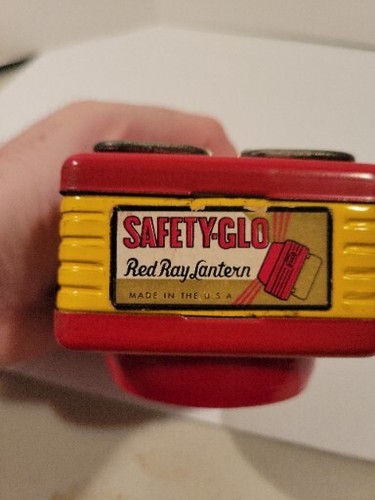 SAFETY-GLO
Red Ray Lantern
MADE IN THE U.S.A